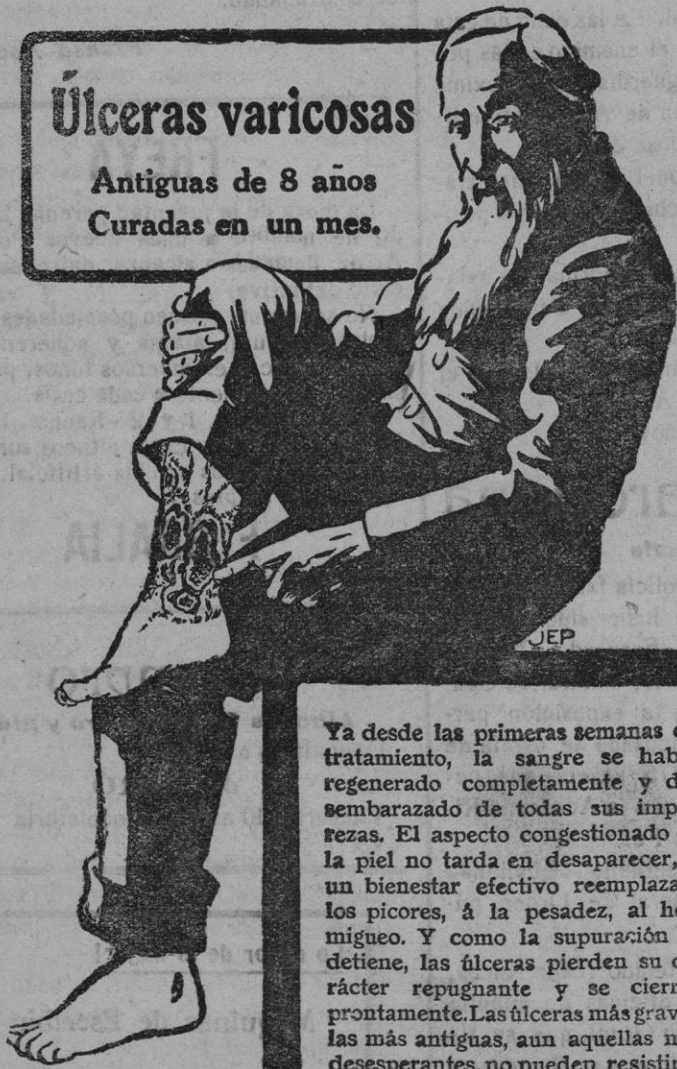 Úlceras varicosas
Antiguas de 8 años
Curadas en un mes.
JEP
Ya desde las primeras semanas
tratamiento, la sangre se hab
regenerado completamente y d
sembarazado de todas sus imp
rezas. El aspecto congestionado
la piel no tarda en desaparecer,
un bienestar efectivo reemplaza
los picores, á la pesadez, al h
migueo. Y como la supuración
detiene, las úlceras pierden su
rácter repugnante y se cier
prontamente. Las úlceras más grav
las más antiguas, aun aquellas m
desesperantes no pueden